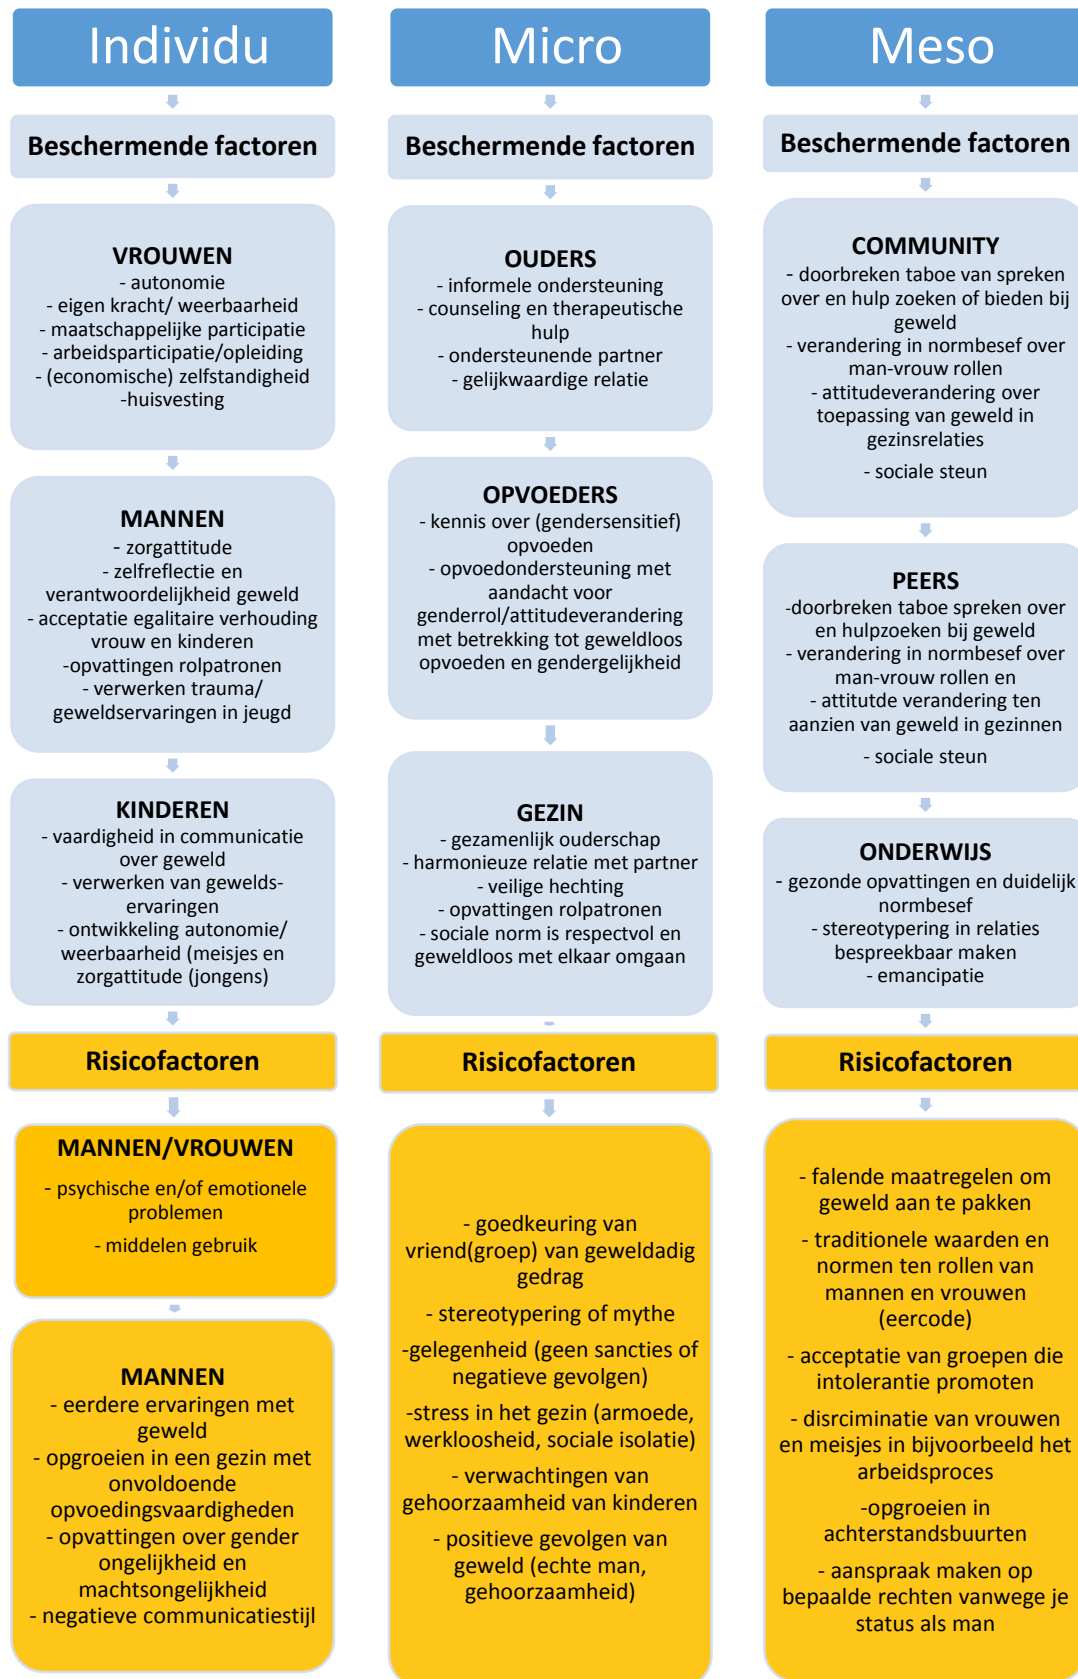 Individu
Beschermende factoren
VROUWEN
- autonomie
- eigen kracht/ weerbaarheid
- maatschappelijke participatie
- arbeidsparticipatie/opleiding
- (economische) zelfstandigheid
-huisvesting
MANNEN
- zorgattitude
- zelfreflectie en
verantwoordelijkheid geweld
- acceptatie egalitaire verhouding
vrouw en kinderen
-opvattingen rolpatronen
- verwerken trauma/
geweldservaringen in jeugd
KINDEREN
- vaardigheid in communicatie
over geweld
- verwerken van gewelds-
ervaringen
- ontwikkeling autonomie/
weerbaarheid (meisjes en
zorgattitude (jongens)
Risicofactoren
MANNEN/VROUWEN
- psychische en/of emotionele
problemen
- middelen gebruik
MANNEN
- eerdere ervaringen met
geweld
- opgroeien in een gezin met
onvoldoende
opvoedingsvaardigheden
- opvattingen over gender
ongelijkheid en
machtsongelijkheid
- negatieve communicatiestijl
Micro
Beschermende factoren
OUDERS
- informele ondersteuning
- counseling en therapeutische
hulp
- ondersteunende partner
- gelijkwaardige relatie
OPVOEDERS
- kennis over (gendersensitief)
opvoeden
- opvoedondersteuning met
aandacht voor
genderrol/attitudeverandering
met betrekking tot geweldloos
opvoeden en gendergelijkheid
GEZIN
- gezamenlijk ouderschap
- harmonieuze relatie met partner
- veilige hechting
- opvattingen rolpatronen
- sociale norm is respectvol en
geweldloos met elkaar omgaan
Risicofactoren
- goedkeuring van
vriend(groep) van geweldadig
gedrag
- stereotypering of mythe
-gelegenheid (geen sancties of
negatieve gevolgen)
-stress in het gezin (armoede,
werkloosheid, sociale isolatie)
- verwachtingen van
gehoorzaamheid van kinderen
- positieve gevolgen van
geweld (echte man,
gehoorzaamheid)
Meso
Beschermende factoren
COMMUNITY
- doorbreken taboe van spreken
over en hulp zoeken of bieden bij
geweld
- verandering in normbesef over
man-vrouw rollen
- attitudeverandering over
toepassing van geweld in
gezinsrelaties
- sociale steun
PEERS
-doorbreken taboe spreken over
en hulpzoeken bij geweld
- verandering in normbesef over
man-vrouw rollen en
- attitutde verandering ten
aanzien van geweld in gezinnen
- sociale steun
ONDERWIJS
- gezonde opvattingen en duidelijk
normbesef
- stereotypering in relaties
bespreekbaar maken
- emancipatie
Risicofactoren
- falende maatregelen om
geweld aan te pakken
- traditionele waarden en
normen ten rollen van
mannen en vrouwen
(eercode)
- acceptatie van groepen die
intolerantie promoten
- disrciminatie van vrouwen
en meisjes in bijvoorbeeld het
arbeidsproces
-opgroeien in
achterstandsbuurten
- aanspraak maken op
bepaalde rechten vanwege je
status als man